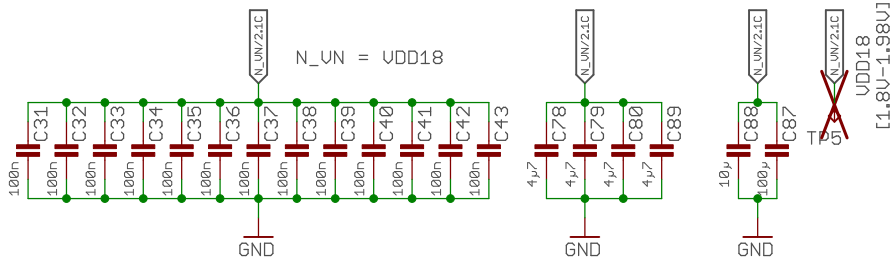 N_VN/2.1C
N_VN/2.1C
N_VN/2.1C
N_VN/2.1C
N_VN = VDD18
VDD18
[1.8V-1.98V]
C31
C32
C33
C34
C35
C36
C37
C38
C39
C40
C41
C42
C43
C78
C79
C80
C89
C88
C87
TP5
100n
100n
100n
100n
100n
100n
100n
100n
100n
100n
100n
100n
100n
4µ7
4µ7
4µ7
4µ7
10µ
100µ
GND
GND
GND